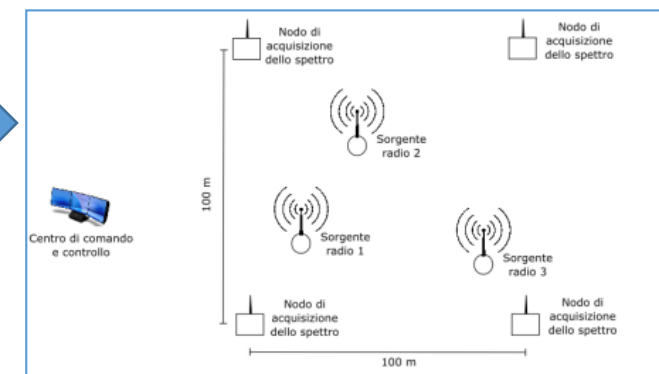 Nodo di
acquisizione
dello spettro
Nodo di
acquisizione
dello spettro
Sorgente
radio 2
100 m
Centro di comando
e controllo
Sorgente
radio 1
Sorgente
radio 3
Nodo di
acquisizione
dello spettro
Nodo di
acquisizione
dello spettro
100 m